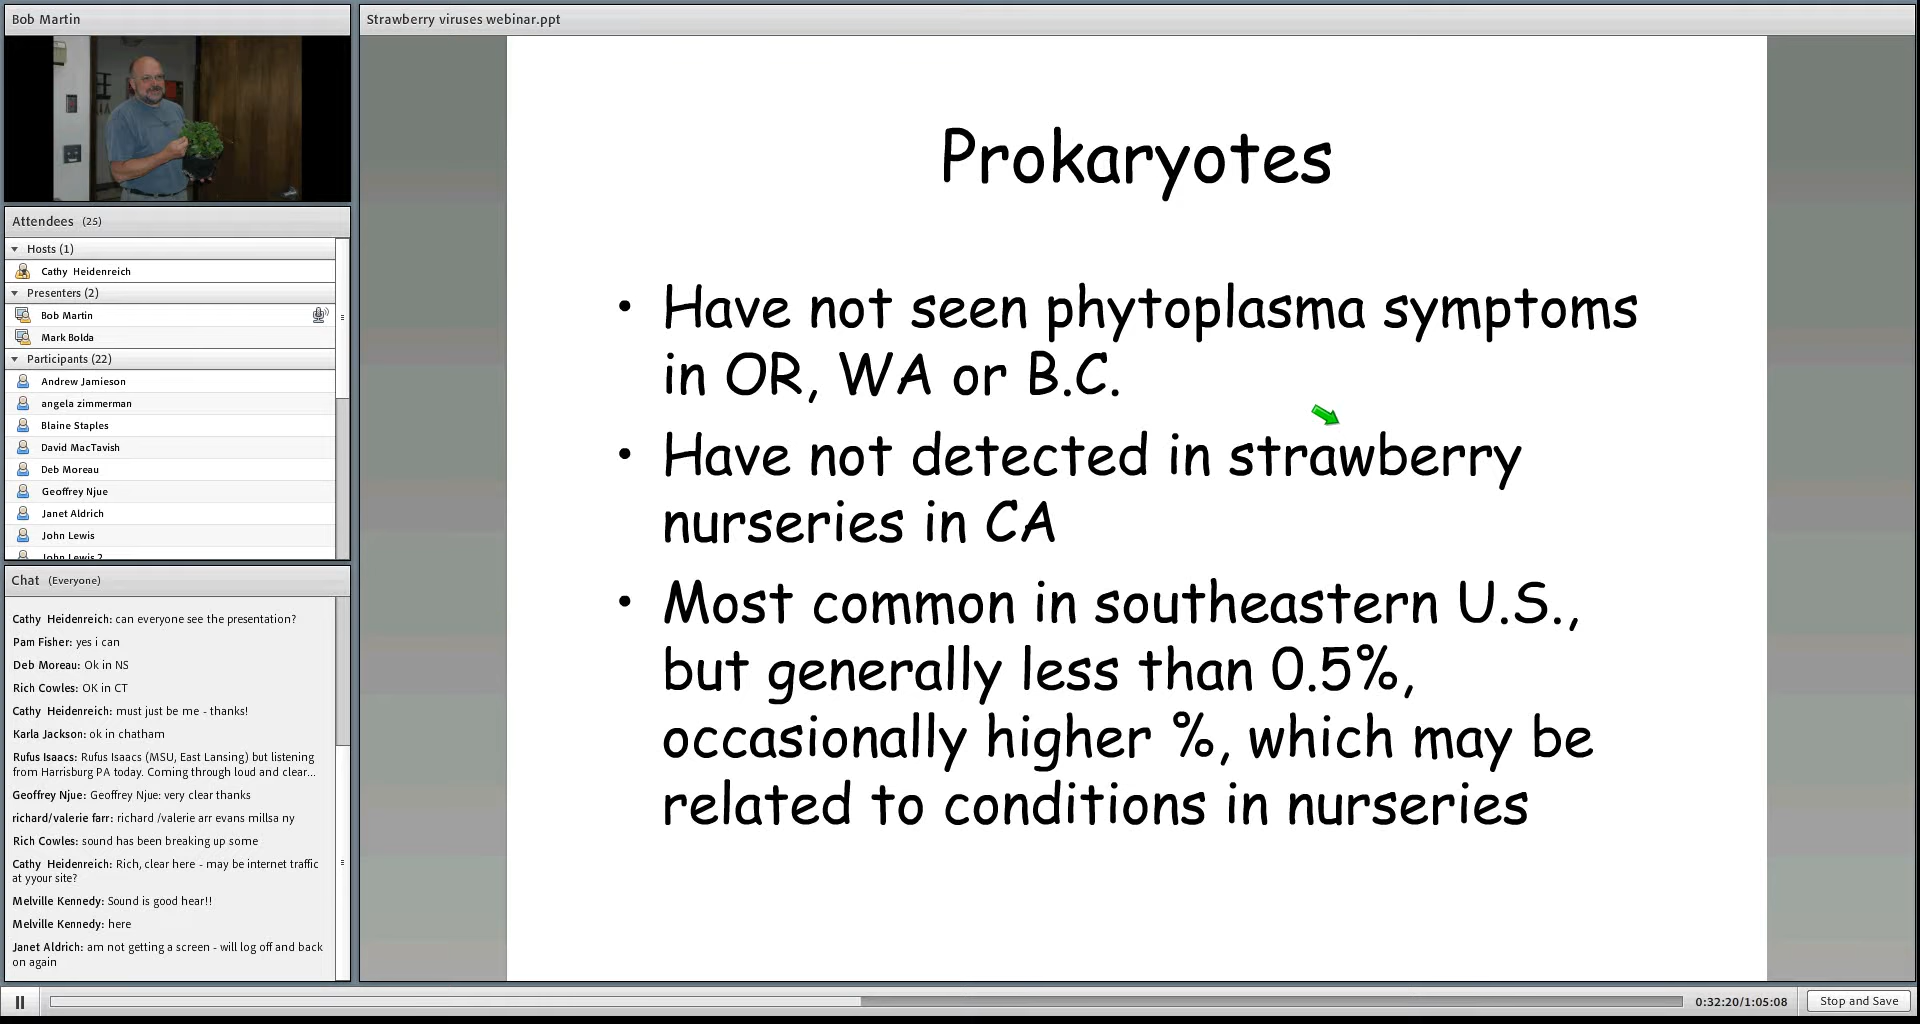 Bob Martin
Attendees (25)
Hosts (1)
Cathy Heidenreich
Presenters (2)
Bob Martin
Mark Bolda
Participants (22)
Andrew Jamieson
angela zimmerman
Blaine Staples
David MacTavish
Deb Moreau
Geoffrey Njue
Janet Aldrich
John Lewis
John Lewis 2
Chat (Everyone)
Cathy Heidenreich: can everyone see the presentation?
Pam Fisher: yes i can
Deb Moreau: Ok in NS
Rich Cowles: OK in CT
Cathy Heidenreich: must just be me - thanks!
Karla Jackson: ok in chatham
Rufus Isaacs: Rufus Isaacs (MSU, East Lansing) but listening
from Harrisburg PA today. Coming through loud and clear...
Geoffrey Njue: Geoffrey Njue: very clear thanks
richard/valerie farr: richard /valerie arr evans millsa ny
Rich Cowles: sound has been breaking up some
Cathy Heidenreich: Rich, clear here - may be internet traffic
at yyour site?
Melville Kennedy: Sound is good hear!!
Melville Kennedy: here
Janet Aldrich: am not getting a screen - will log off and back
on again
Strawberry viruses webinar.ppt
Prokaryotes
• Have not seen phytoplasma symptoms
in OR, WA or B.C.
• Have not detected in strawberry
nurseries in CA
• Most common in southeastern U.S.,
but generally less than 0.5%,
occasionally higher %, which may be
related to conditions in nurseries
0:32:20/1:05:08
Stop and Save